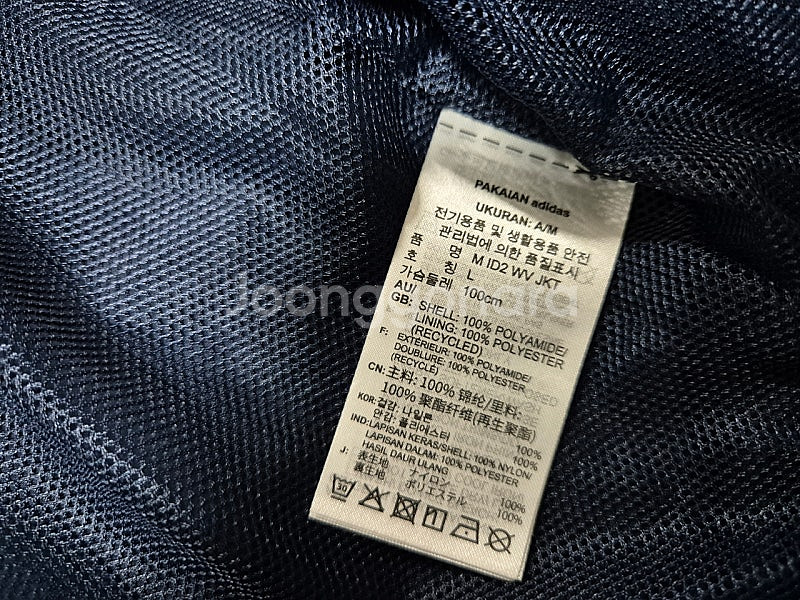 PAKAIAN adidas
UKURAN: A/M
전기용품 및 생활용품 안전
관리법에 의한 품질표시
품 명 M ID2 WV JKT
호 칭 L
가슴둘레 100cm
AU/
GB: SHELL: 100% POLYAMIDE/
LINING: 100% POLYESTER
(RECYCLED)
F: EXTÉRIEUR: 100% POLYAMIDE/
DOUBLURE: 100% POLYESTER
(RECYCLÉ)
CN: 主料: 100% 锦纶/里料:
100% 聚酯纤维(再生聚酯)
KOR: 겉감: 나일론 100%
안감: 폴리에스터 100%
IND: LAPISAN KERAS/SHELL: 100% NYLON/
LAPISAN DALAM: 100% POLYESTER
HASIL DAUR ULANG
J: 表生地 ナイロン 100%
裏生地 ポリエステル 100%
30
Joonggonara